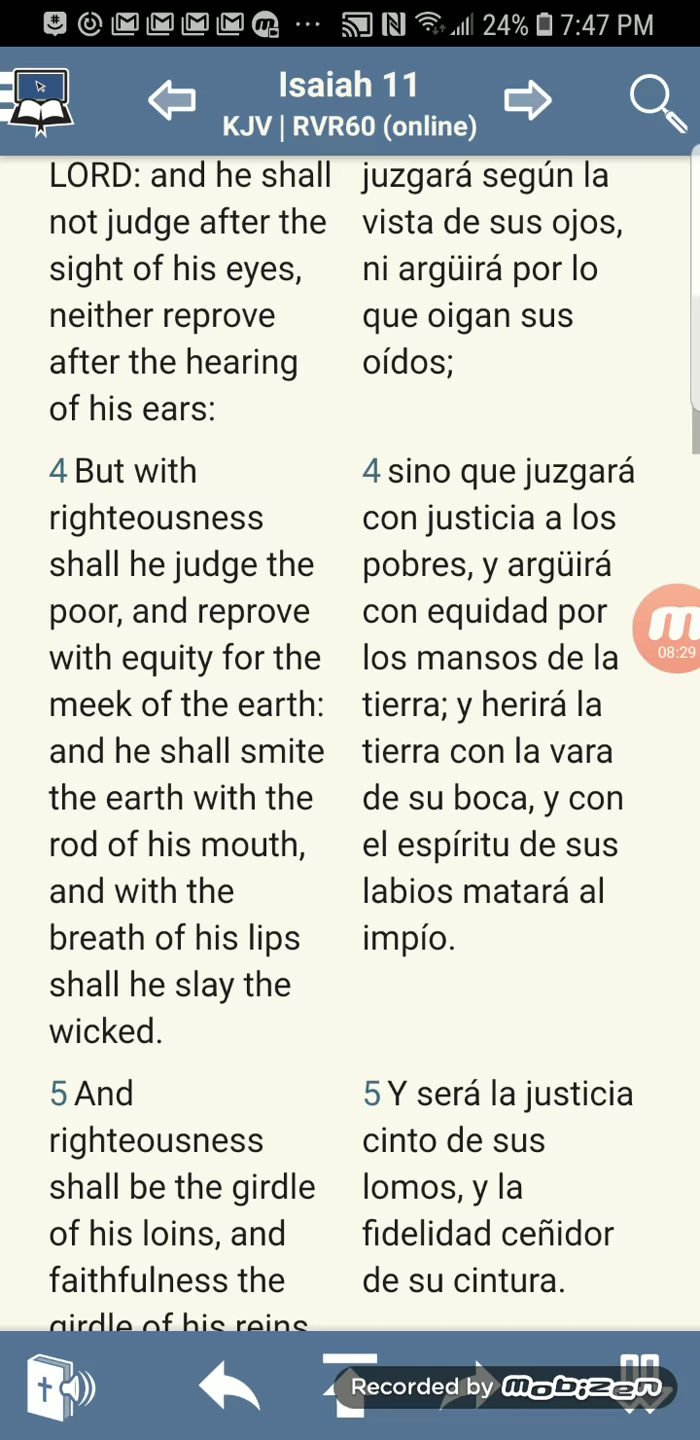 24% 7:47 PM
Isaiah 11
KJV | RVR60 (online)
LORD: and he shall
not judge after the
sight of his eyes,
neither reprove
after the hearing
of his ears:
4 But with
righteousness
shall he judge the
poor, and reprove
with equity for the
meek of the earth:
and he shall smite
the earth with the
rod of his mouth,
and with the
breath of his lips
shall he slay the
wicked.
5 And
righteousness
shall be the girdle
of his loins, and
faithfulness the
girdle of his reins
juzgará según la
vista de sus ojos,
ni argüirá por lo
que oigan sus
oídos;
4 sino que juzgará
con justicia a los
pobres, y argüirá
con equidad por
los mansos de la
tierra; y herirá la
tierra con la vara
de su boca, y con
el espíritu de sus
labios matará al
impío.
5 Y será la justicia
cinto de sus
lomos, y la
fidelidad ceñidor
de su cintura.
m
08:29
Recorded by mobizen